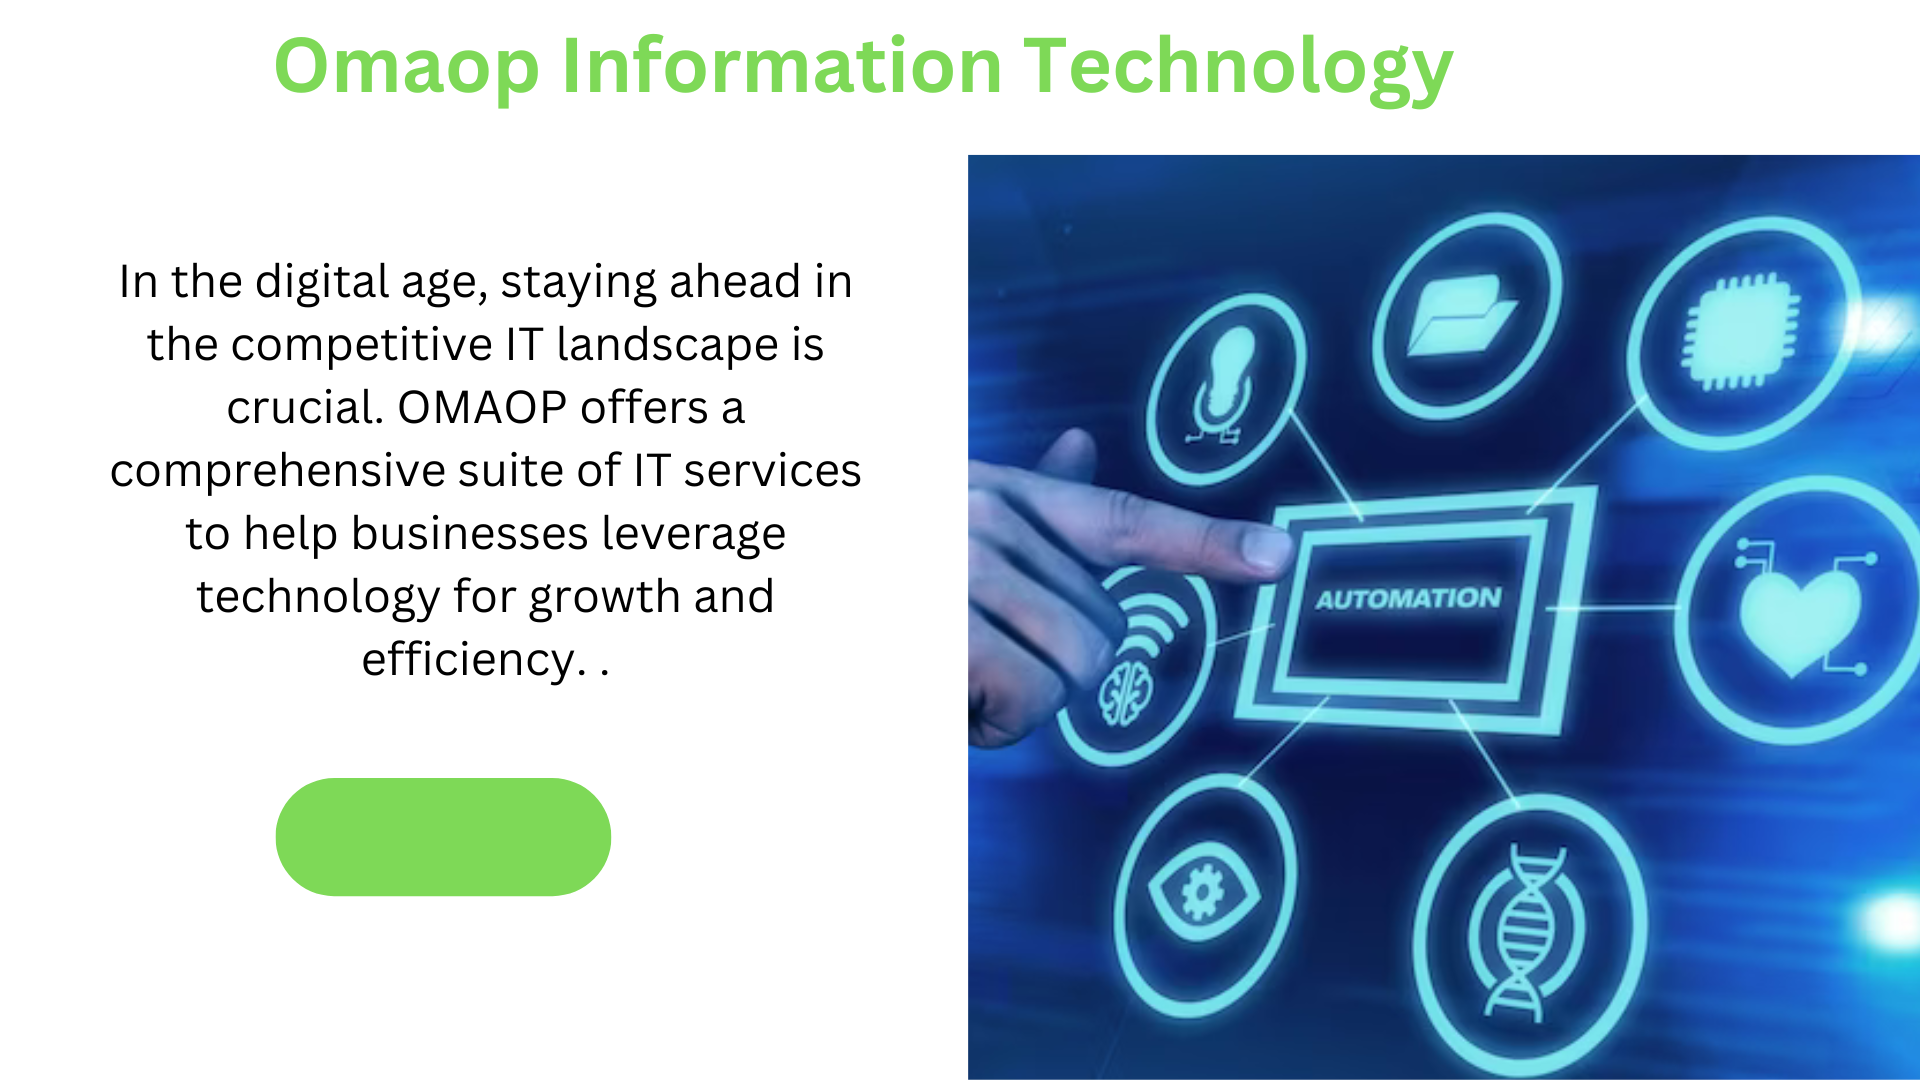 Omaop Information Technology
In the digital age, staying ahead in
the competitive IT landscape is
crucial. OMAOP offers a
comprehensive suite of IT services
to help businesses leverage
technology for growth and
efficiency. .
AUTOMATION